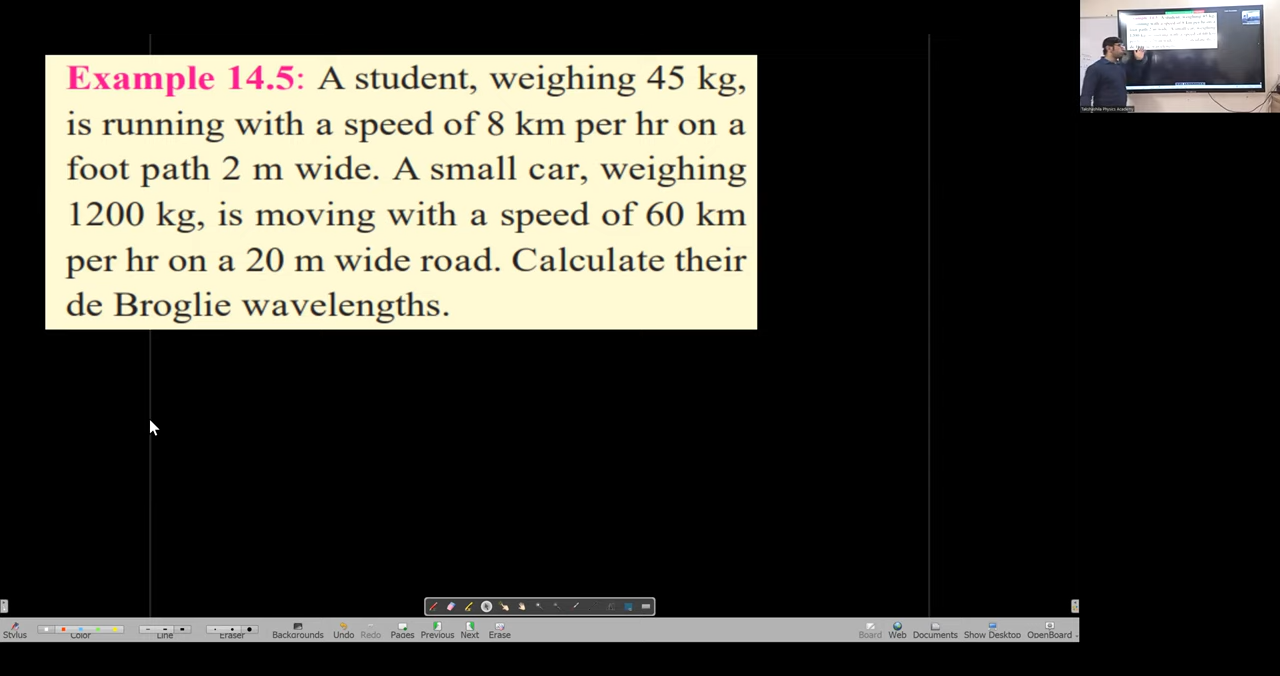 Example 14.5: A student, weighing 45 kg,
is running with a speed of 8 km per hr on a
foot path 2 m wide. A small car, weighing
1200 kg, is moving with a speed of 60 km
per hr on a 20 m wide road. Calculate their
de Broglie wavelengths.
Takshashila Physics Academy
Stylus Color Line Eraser Backgrounds Undo Redo Pages Previous Next Erase Board Web Documents Show Desktop OpenBoard